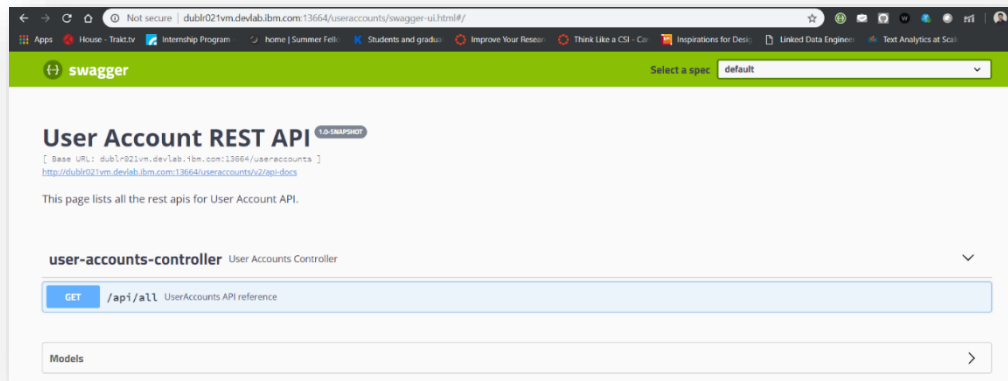 Not secure | dublr021vm.devlab.ibm.com:13664/useraccounts/swagger-ui.html#/
Apps House - Trakt.tv Internship Program home | Summer Fell Students and gradua Improve Your Resear Think Like a CSI - Car Inspirations for Desig Linked Data Engineer Text Analytics at Scal
swagger Select a spec default
User Account REST API 1.0-SNAPSHOT
[ Base URL: dublr021vm.devlab.ibm.com:13664/useraccounts ]
http://dublr021vm.devlab.ibm.com:13664/useraccounts/v2/api-docs
This page lists all the rest apis for User Account API.
user-accounts-controller User Accounts Controller
GET /api/all UserAccounts API reference
Models